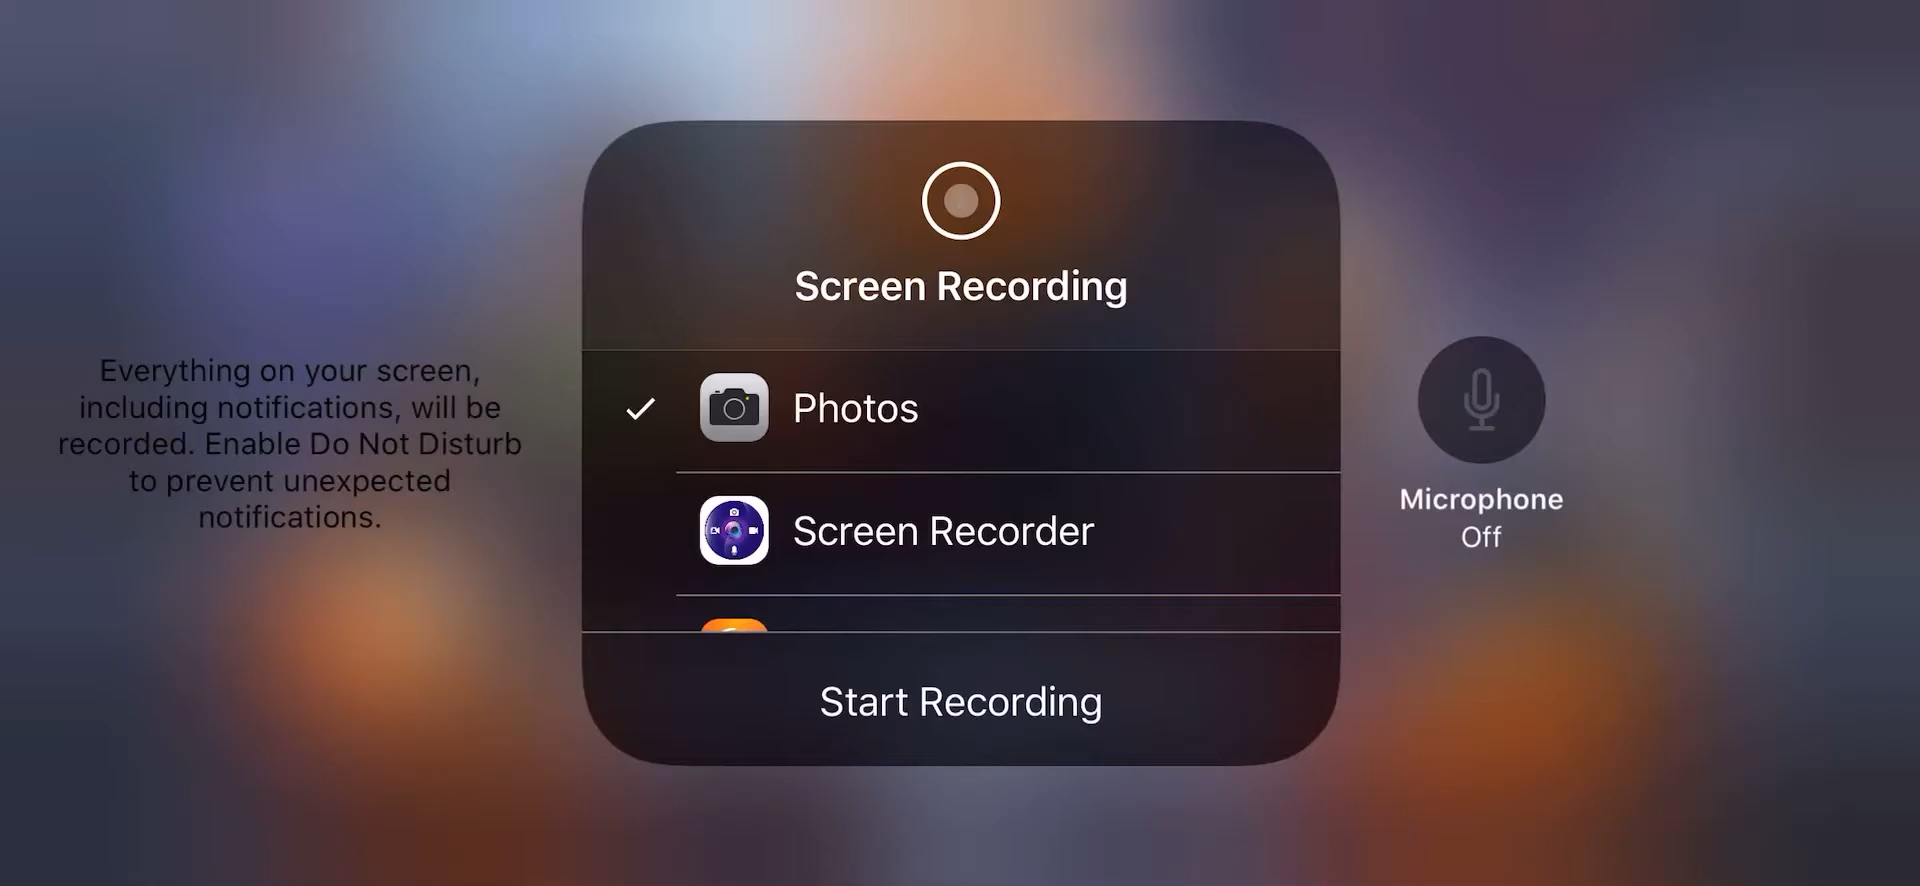 Screen Recording
Everything on your screen,
including notifications, will be
recorded. Enable Do Not Disturb
to prevent unexpected
notifications.
Photos
Screen Recorder
Start Recording
Microphone
Off